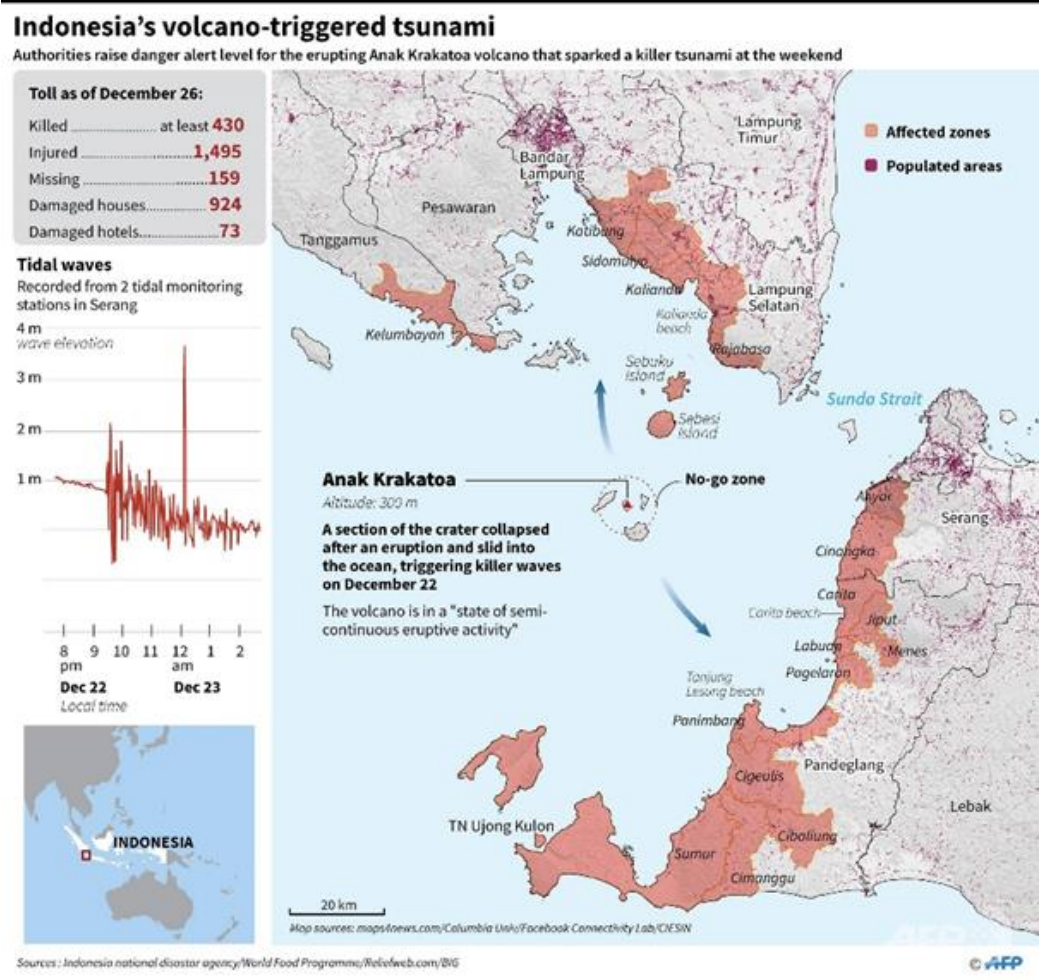 Indonesia's volcano-triggered tsunami
Authorities raise danger alert level for the erupting Anak Krakatoa volcano that sparked a killer tsunami at the weekend
Toll as of December 26:
Killed at least 430
Injured 1,495
Missing 159
Damaged houses 924
Damaged hotels 73
Tidal waves
Recorded from 2 tidal monitoring
stations in Serang
4 m
wave elevation
3 m
2 m
1 m
8 9 10 11 12 1 2
pm am
Dec 22 Dec 23
Local time
INDONESIA
Affected zones
Populated areas
Lampung
Timur
Bandar
Lampung
Pesawaran
Tanggamus
Katibung
Sidomulyo
Kalianda
Lampung
Selatan
Kalianda
beach
Kelumbayan
Rajabasa
Sebuku
island
Sebesi
island
Sunda Strait
Anak Krakatoa
Altitude: 300 m
No-go zone
A section of the crater collapsed
after an eruption and slid into
the ocean, triggering killer waves
on December 22
The volcano is in a "state of semi-
continuous eruptive activity"
Anyar
Serang
Cinangka
Carita
Carita beach
Jiput
Labuan
Menes
Pagelaran
Tanjung
Lesung beach
Panimbang
Pandeglang
Cigeulis
Lebak
TN Ujong Kulon
Cibaliung
Sumur
Cimanggu
20 km
Map sources: maps4news.com/Columbia Univ/Facebook Connectivity Lab/CIESIN
Sources: Indonesia national disaster agency/World Food Programme/Reliefweb.com/BIG
© AFP